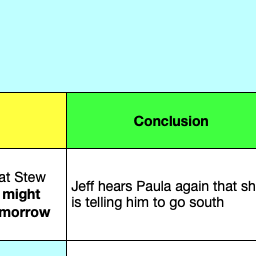 Conclusion
at Stew
might
morrow
Jeff hears Paula again that sh
is telling him to go south